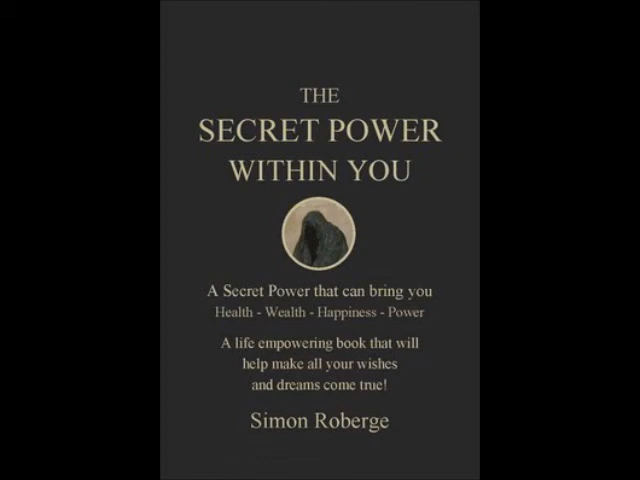 THE
SECRET POWER
WITHIN YOU
A Secret Power that can bring you
Health - Wealth - Happiness - Power
A life empowering book that will
help make all your wishes
and dreams come true!
Simon Roberge